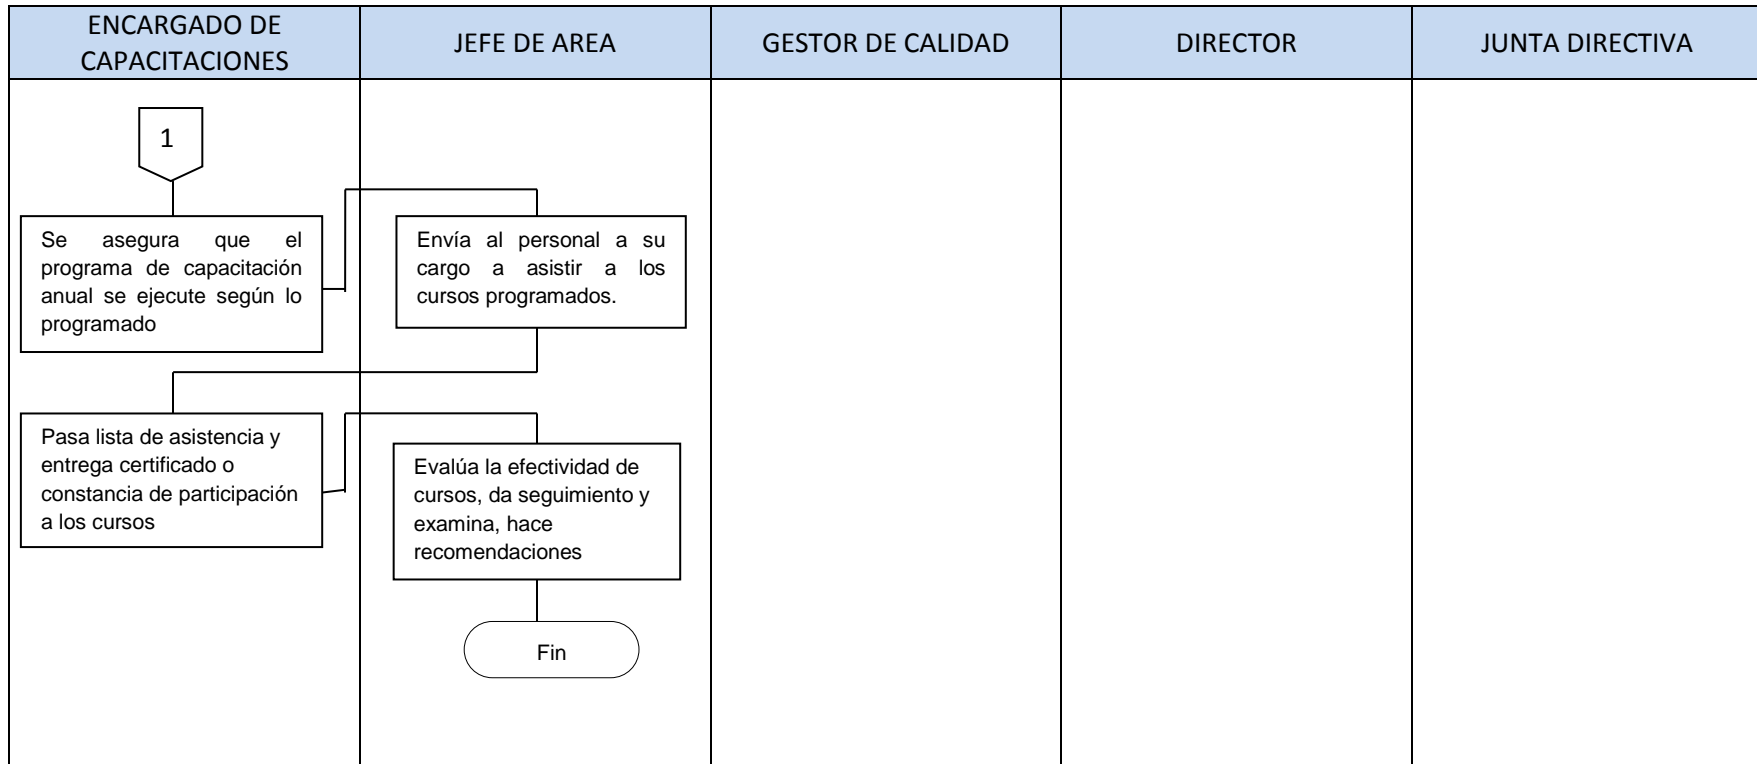 ENCARGADO DE
CAPACITACIONES
JEFE DE AREA
GESTOR DE CALIDAD
DIRECTOR
JUNTA DIRECTIVA
1
Se asegura que el
programa de capacitación
anual se ejecute según lo
programado
Envía al personal a su
cargo a asistir a los
cursos programados.
Pasa lista de asistencia y
entrega certificado o
constancia de participación
a los cursos
Evalúa la efectividad de
cursos, da seguimiento y
examina, hace
recomendaciones
Fin